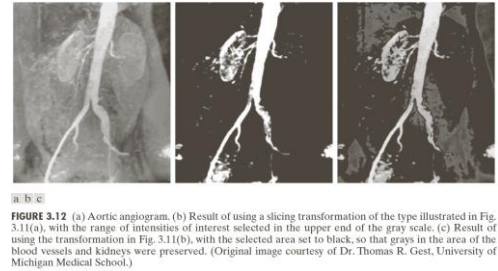 a b c
FIGURE 3.12 (a) Aortic angiogram. (b) Result of using a slicing transformation of the type illustrated in Fig.
3.11(a), with the range of intensities of interest selected in the upper end of the gray scale. (c) Result of
using the transformation in Fig. 3.11(b), with the selected area set to black, so that grays in the area of the
blood vessels and kidneys were preserved. (Original image courtesy of Dr. Thomas R. Gest, University of
Michigan Medical School.)